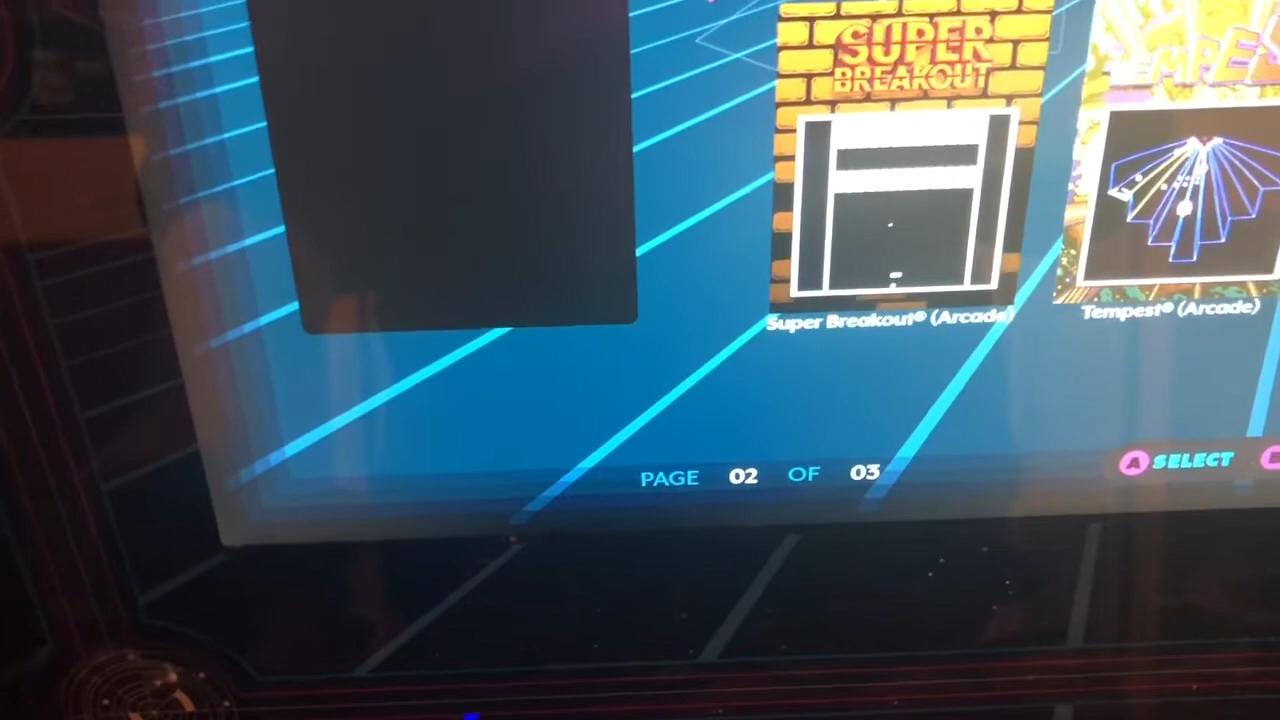 SUPER
BREAKOUT
Super Breakout® (Arcade)
Tempest® (Arcade)
PAGE 02 OF 03
A SELECT